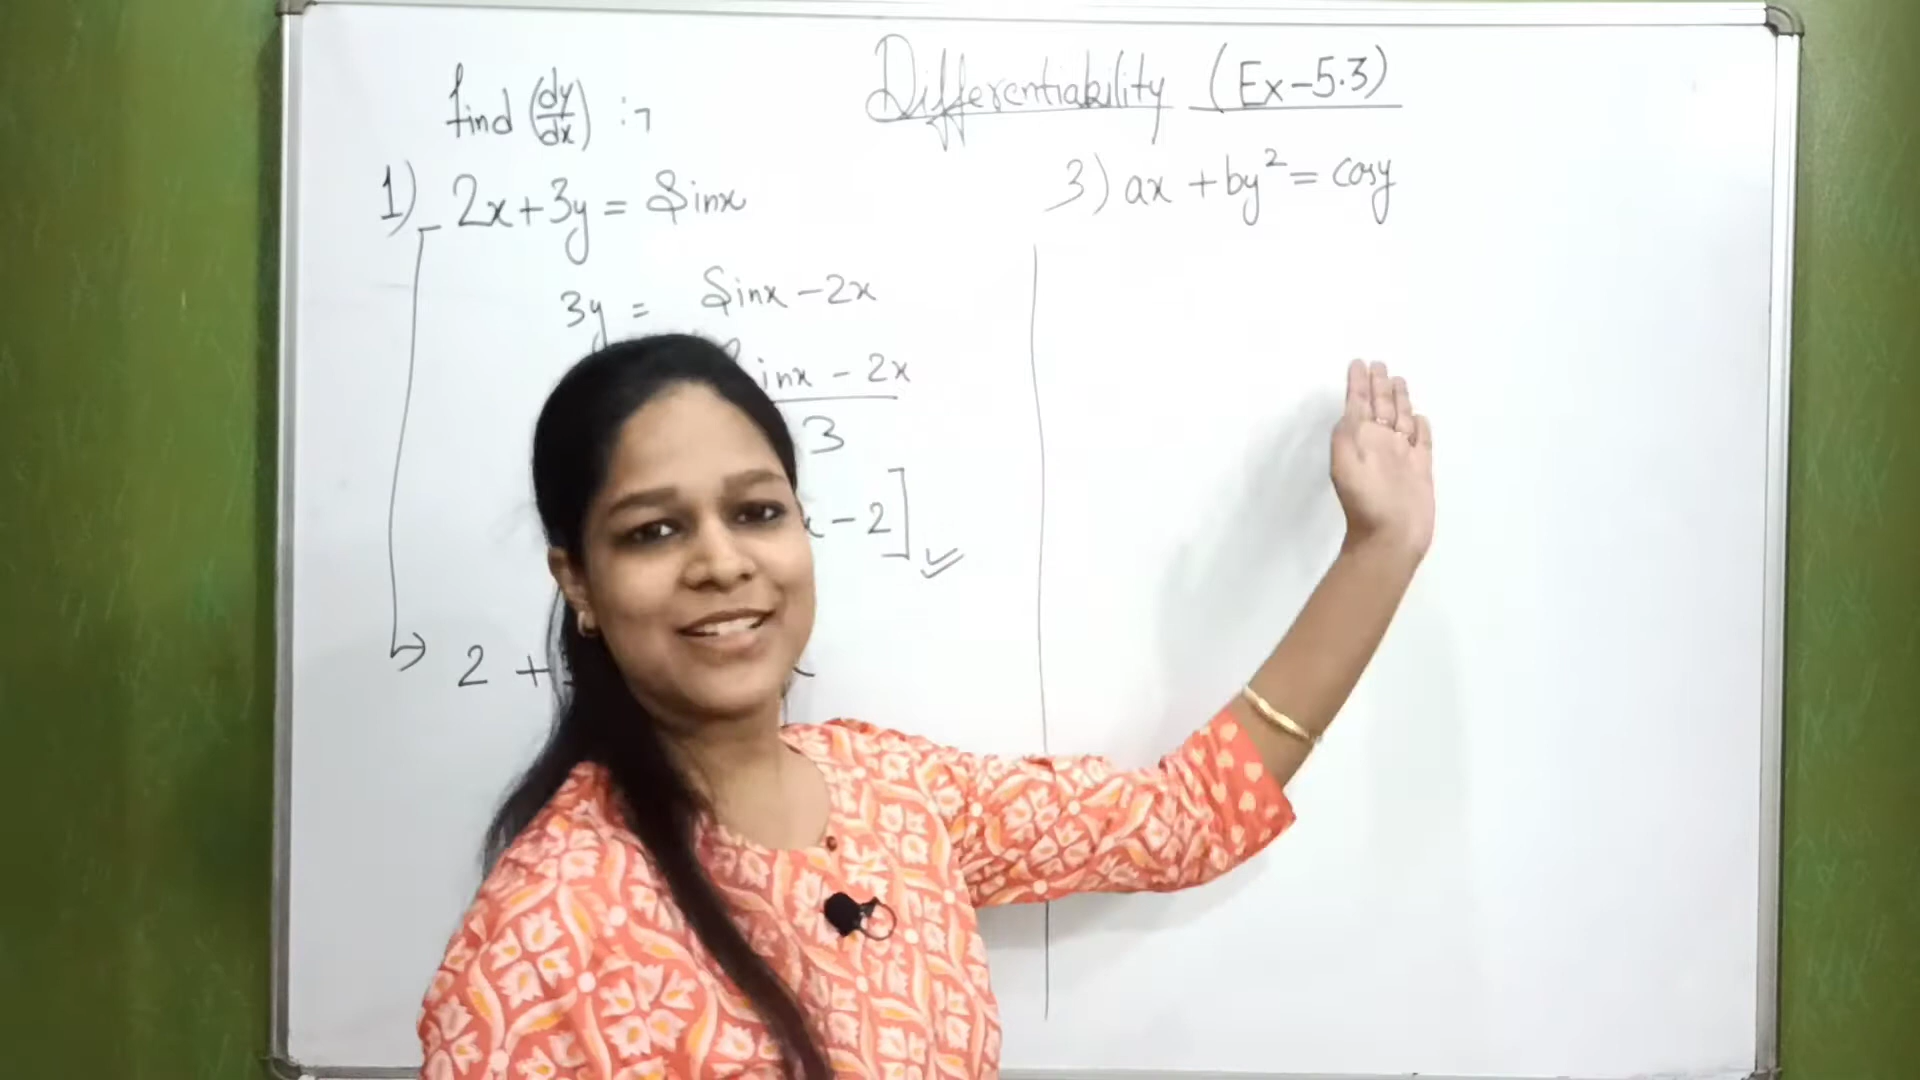 find (dy/dx) :-
Differentiability (Ex-5.3)
1) 2x+3y = Sinx
3y = Sinx - 2x
inx - 2x
3
- 2]
2 +
3) ax + by² = cosy